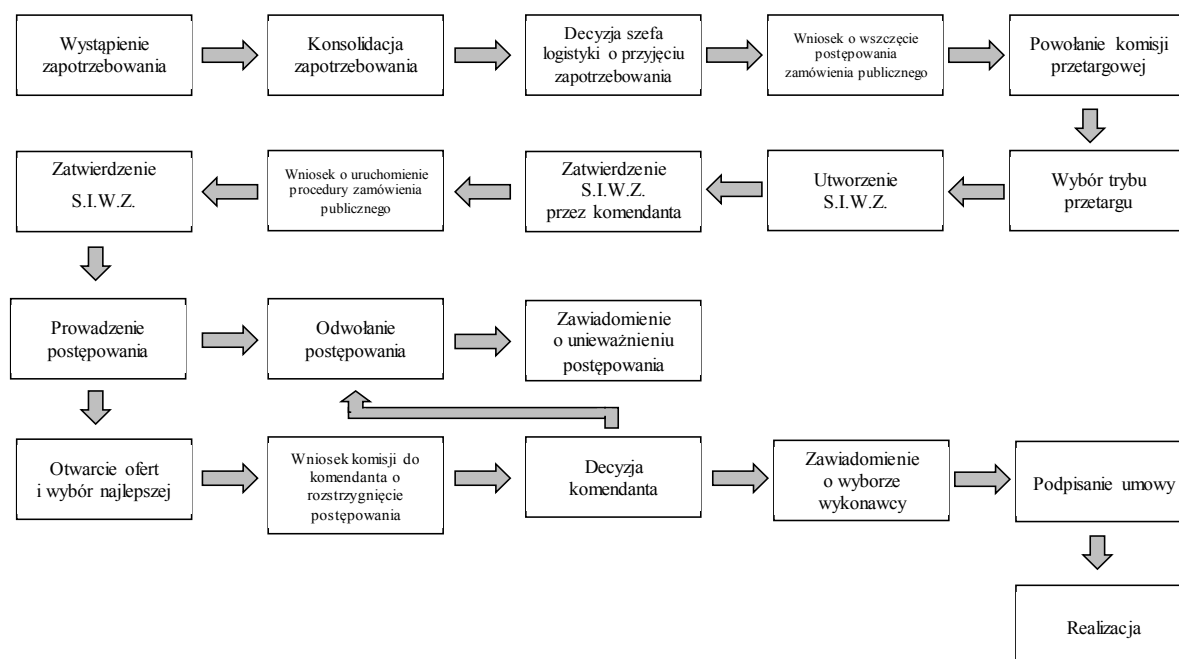 Wystąpienie
zapotrzebowania
Konsolidacja
zapotrzebowania
Decyzja szefa
logistyki o przyjęciu
zapotrzebowania
Wniosek o wszczęcie
postępowania
zamówienia publicznego
Powołanie komisji
przetargowej
Zatwierdzenie
S.I.W.Z.
Wniosek o uruchomienie
procedury zamówienia
publicznego
Zatwierdzenie
S.I.W.Z.
przez komendanta
Utworzenie
S.I.W.Z.
Wybór trybu
przetargu
Prowadzenie
postępowania
Odwołanie
postępowania
Zawiadomienie
o unieważnieniu
postępowania
Otwarcie ofert
i wybór najlepszej
Wniosek komisji do
komendanta o
rozstrzygnięcie
postępowania
Decyzja
komendanta
Zawiadomienie
o wyborze
wykonawcy
Podpisanie umowy
Realizacja